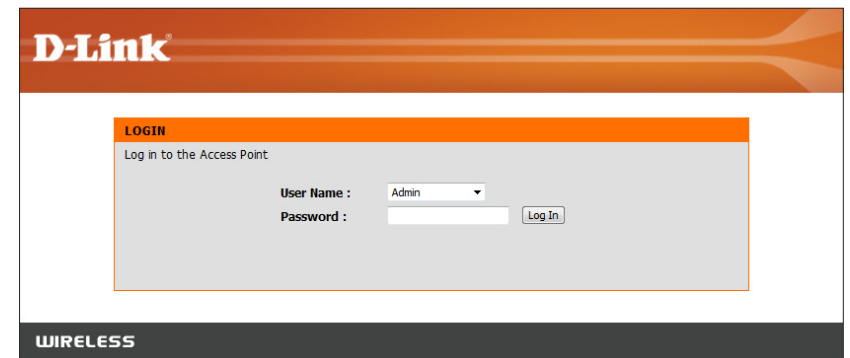 D-Link®
LOGIN
Log in to the Access Point
User Name : Admin
Password : Log In
WIRELESS